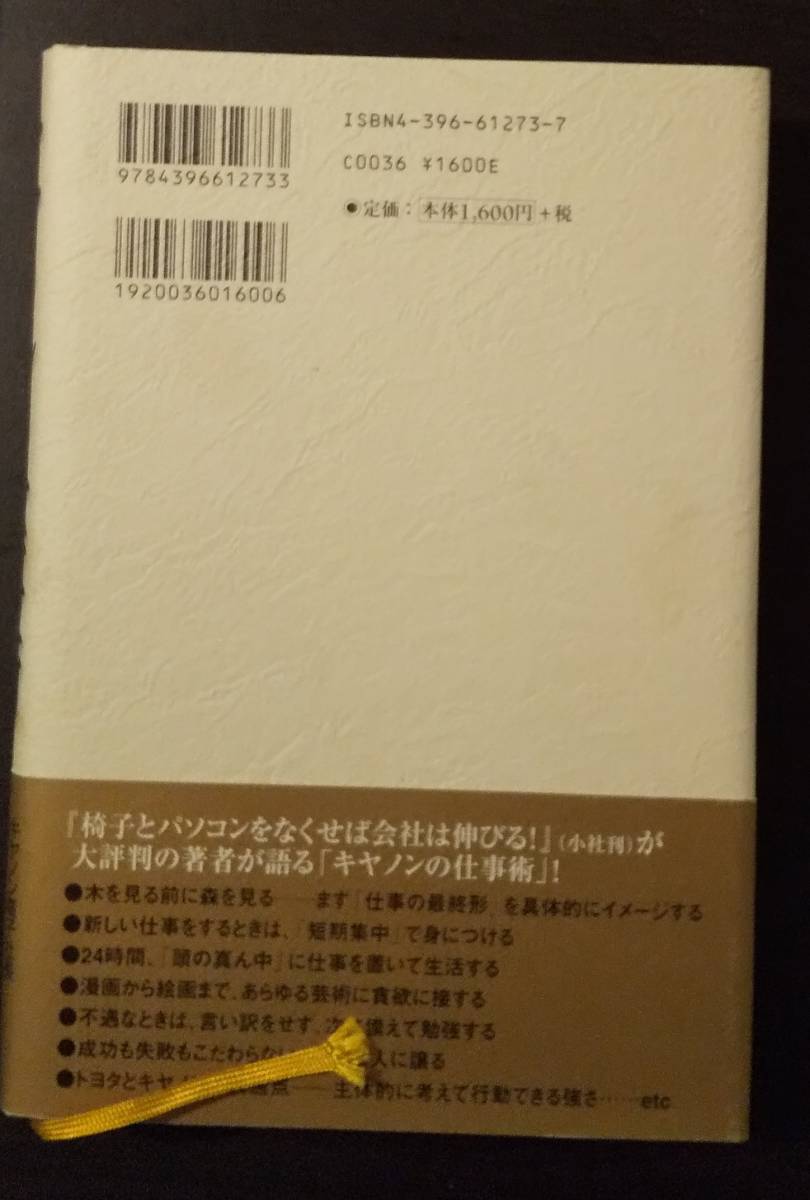 ISBN4-396-61273-7
9784396612733
C0036 ¥1600E
●定価：本体1,600円+税
1920036016006
『椅子とパソコンをなくせば会社は伸びる!』(小社刊)が
大評判の著者が語る「キヤノンの仕事術」!
●木を見る前に森を見る——まず「仕事の最終形」を具体的にイメージする
●新しい仕事をするときは、「短期集中」で身につける
●24時間、「頭の真ん中」に仕事を置いて生活する
●漫画から絵画まで、あらゆる芸術に貪欲に接する
●不遇なときは、言い訳をせず、次 備えて勉強する
●成功も失敗もこだわらない 人に譲る
●トヨタとキヤ 点——主体的に考えて行動できる強さ……etc